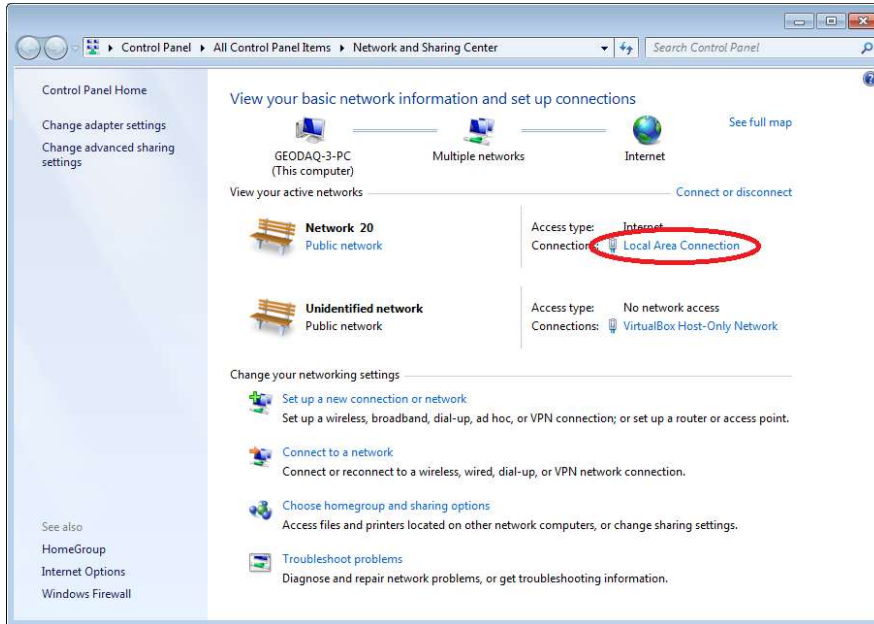 Control Panel ▸ All Control Panel Items ▸ Network and Sharing Center
Search Control Panel
Control Panel Home
Change adapter settings
Change advanced sharing
settings
View your basic network information and set up connections
See full map
GEODAQ-3-PC
(This computer)
Multiple networks
Internet
View your active networks
Connect or disconnect
Network 20
Public network
Access type: Internet
Connections: Local Area Connection
Unidentified network
Public network
Access type: No network access
Connections: VirtualBox Host-Only Network
Change your networking settings
Set up a new connection or network
Set up a wireless, broadband, dial-up, ad hoc, or VPN connection; or set up a router or access point.
Connect to a network
Connect or reconnect to a wireless, wired, dial-up, or VPN network connection.
Choose homegroup and sharing options
Access files and printers located on other network computers, or change sharing settings.
Troubleshoot problems
Diagnose and repair network problems, or get troubleshooting information.
See also
HomeGroup
Internet Options
Windows Firewall